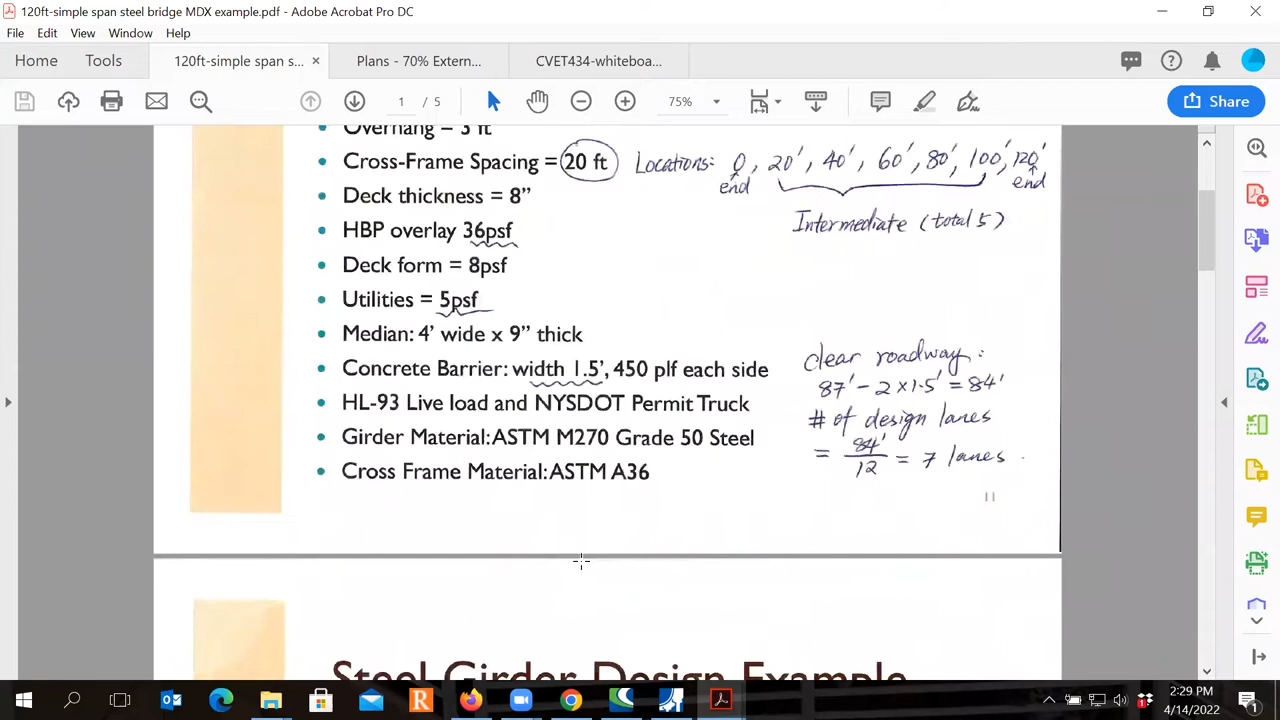 120ft-simple span steel bridge MDX example.pdf - Adobe Acrobat Pro DC
File Edit View Window Help
Home Tools 120ft-simple span s... × Plans - 70% Extern... CVET434-whiteboa...
1 / 5 75% Share
Overhang = 3 ft
Cross-Frame Spacing = 20 ft Locations: 0, 20', 40', 60', 80', 100', 120'
end end
Deck thickness = 8"
Intermediate (total 5)
HBP overlay 36psf
Deck form = 8psf
Utilities = 5psf
Median: 4' wide x 9" thick
Concrete Barrier: width 1.5', 450 plf each side
HL-93 Live load and NYSDOT Permit Truck
Girder Material: ASTM M270 Grade 50 Steel
Cross Frame Material: ASTM A36
clear roadway:
87' - 2 x 1.5' = 84'
# of design lanes
= 84' / 12 = 7 lanes
11
Steel Girder Design Example
2:29 PM
4/14/2022
1